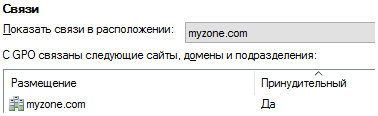 Связи
Показать связи в расположении: myzone.com
С GPO связаны следующие сайты, домены и подразделения:
Размещение Принудительный
myzone.com Да